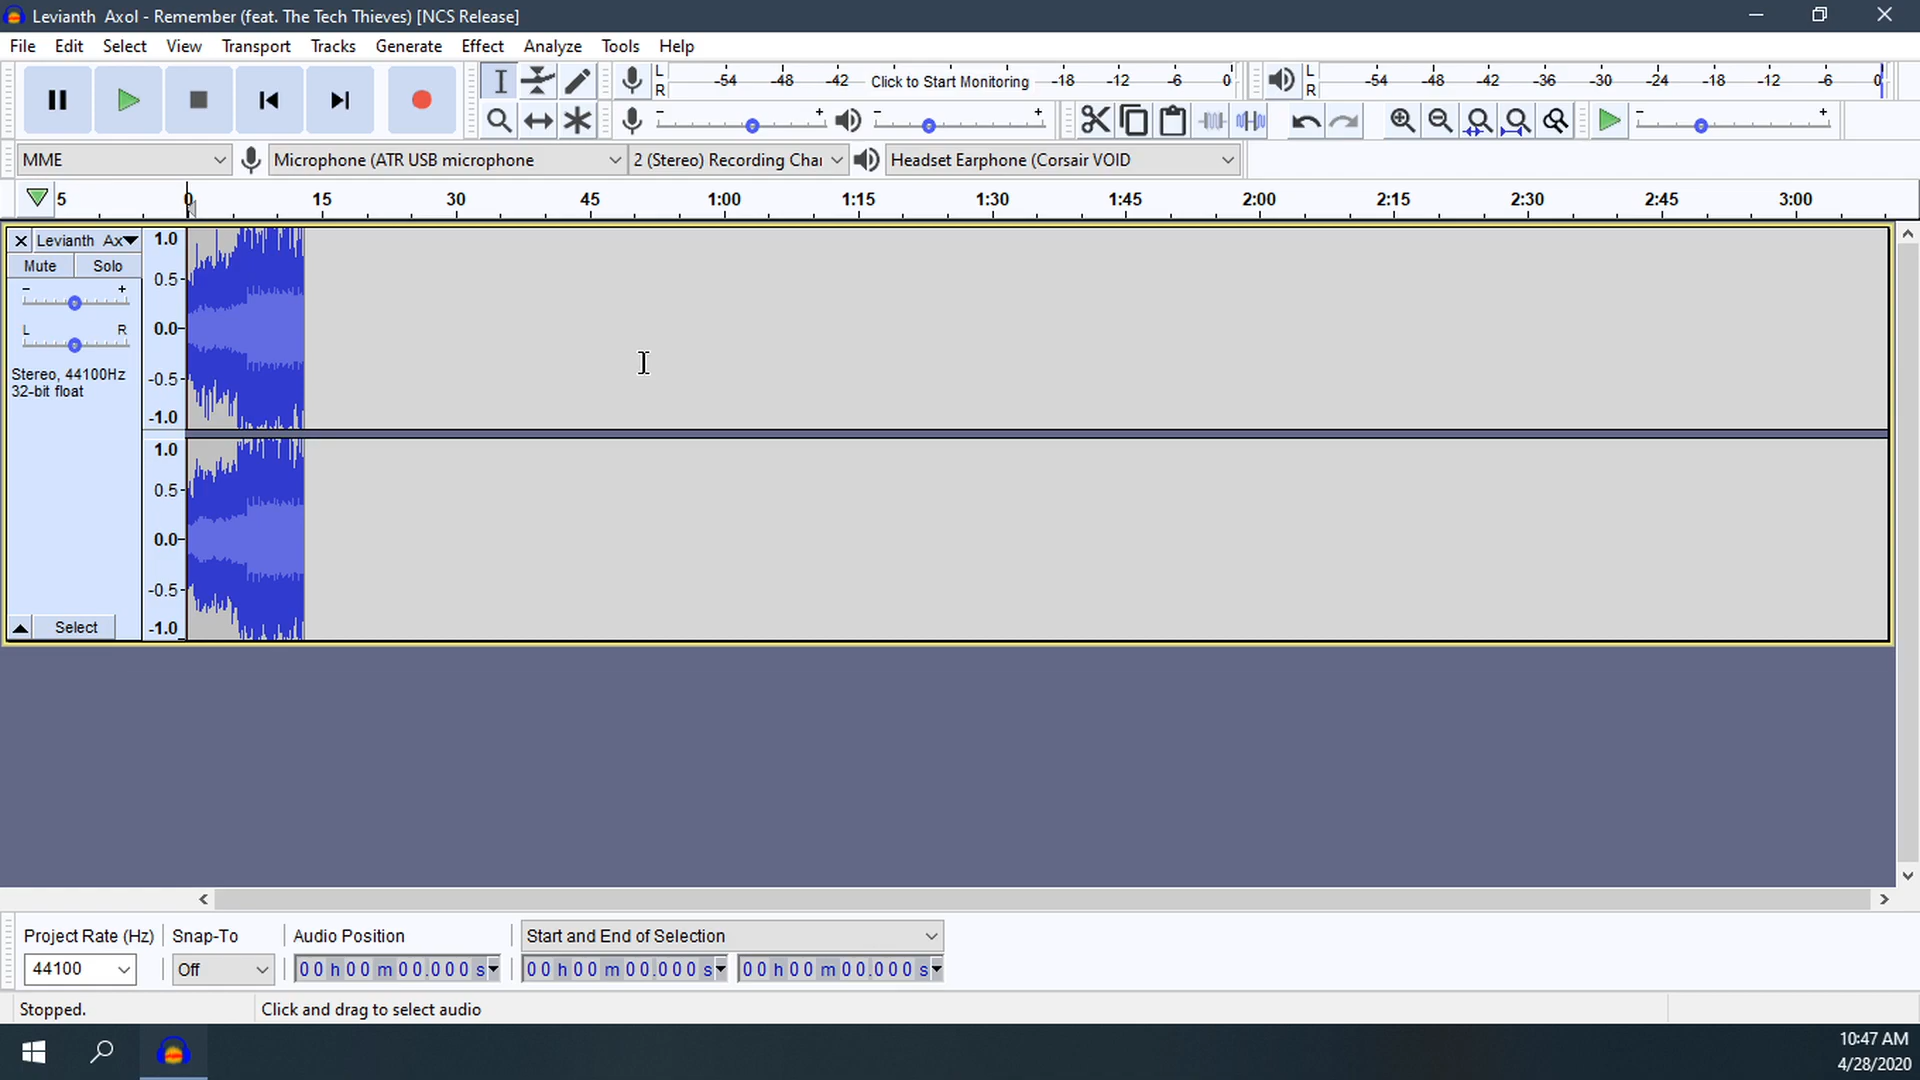 Levianth  Axol - Remember (feat. The Tech Thieves) [NCS Release]
File Edit Select View Transport Tracks Generate Effect Analyze Tools Help
L R -54 -48 -42 Click to Start Monitoring -18 -12 -6 0 L R -54 -48 -42 -36 -30 -24 -18 -12 -6 0
- + - + - +
MME Microphone (ATR USB microphone 2 (Stereo) Recording Chai Headset Earphone (Corsair VOID
5 0 15 30 45 1:00 1:15 1:30 1:45 2:00 2:15 2:30 2:45 3:00
Levianth  Ax 1.0
Mute Solo
- + 0.5
L R 0.0
Stereo, 44100Hz -0.5
32-bit float
-1.0
1.0
0.5
0.0
-0.5
Select -1.0
Project Rate (Hz) Snap-To Audio Position Start and End of Selection
44100 Off 00 h 00 m 00.000 s 00 h 00 m 00.000 s 00 h 00 m 00.000 s
Stopped. Click and drag to select audio
10:47 AM
4/28/2020